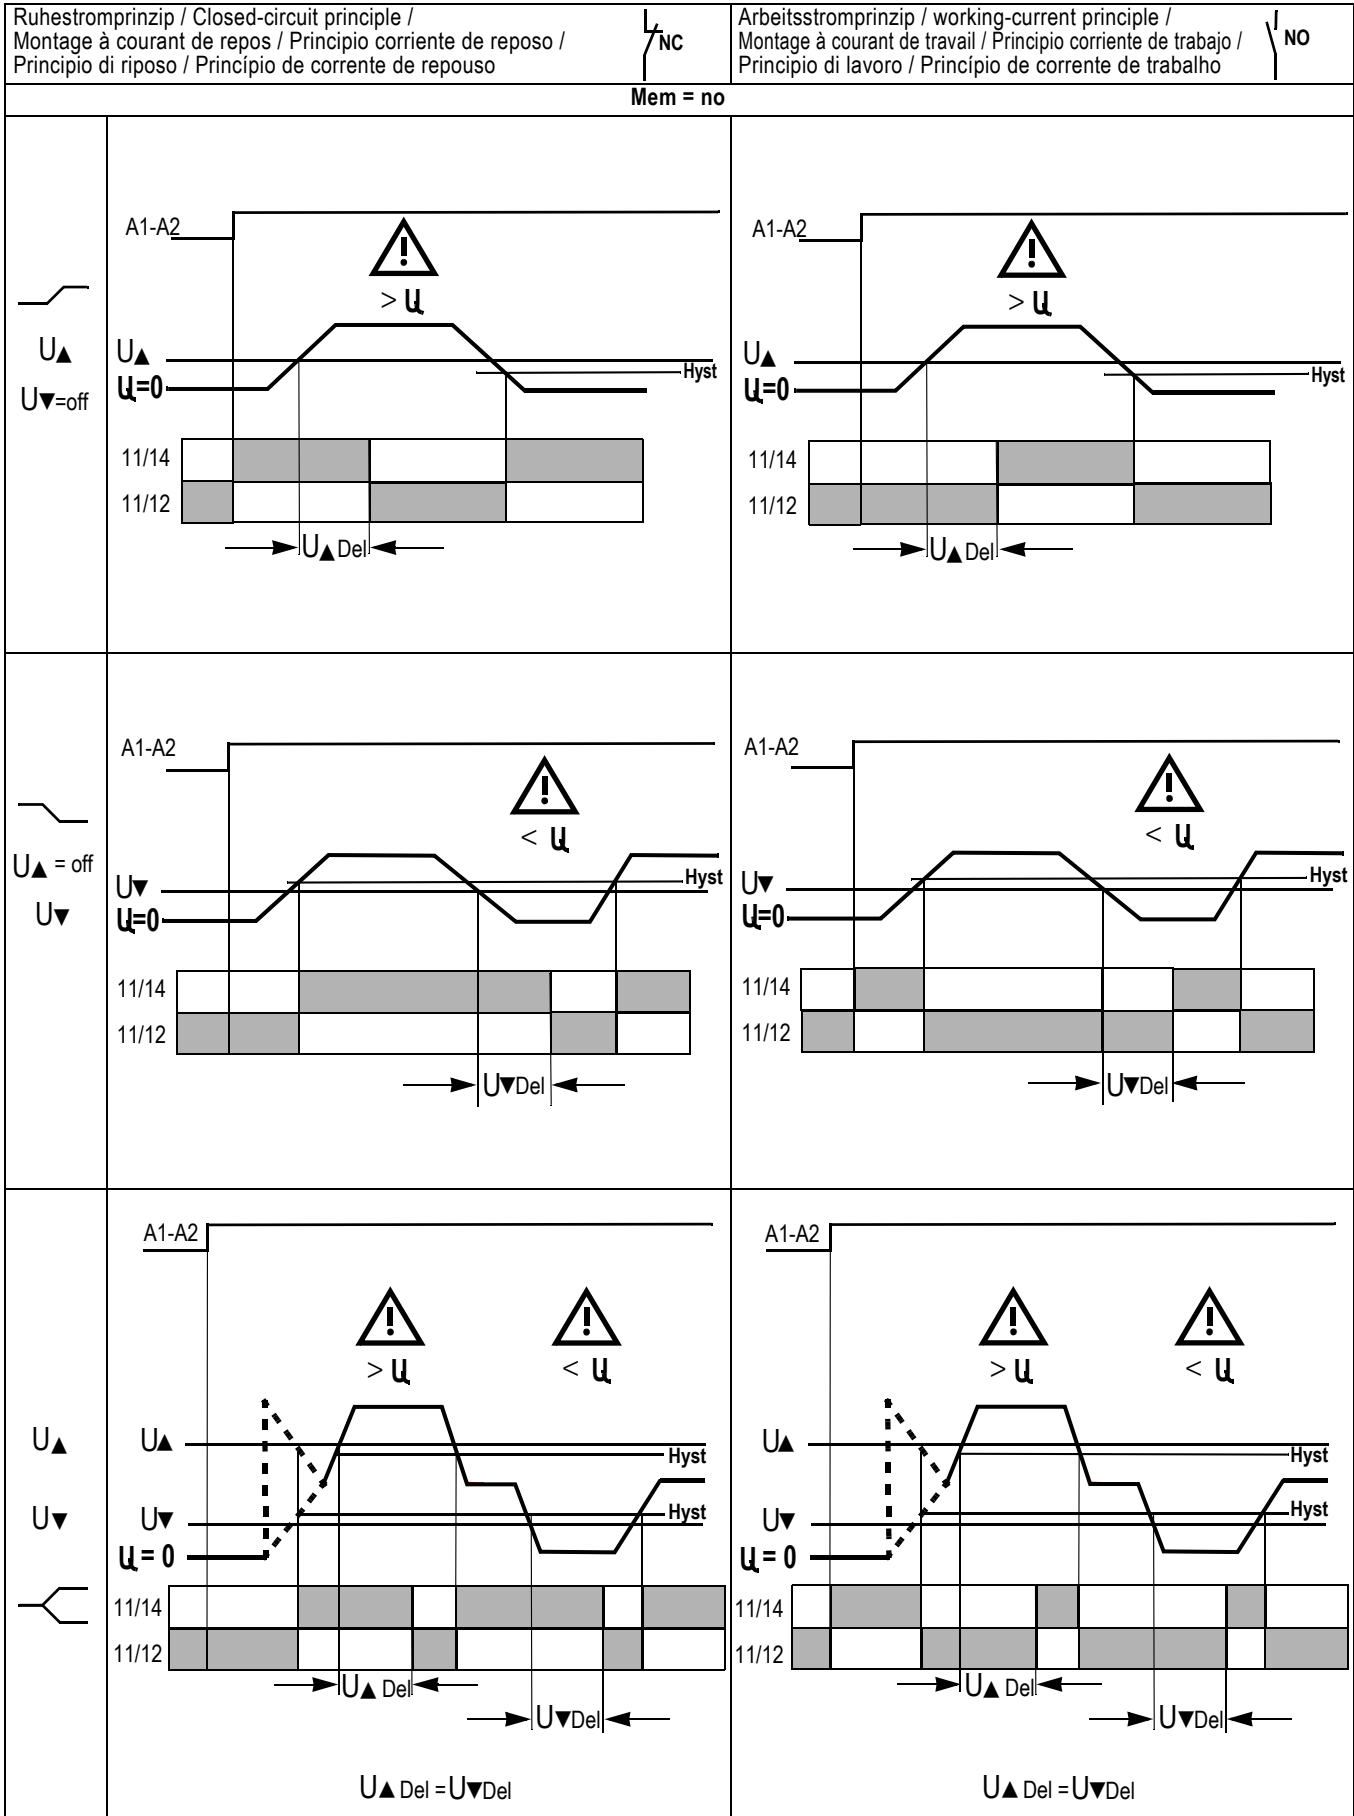 Ruhestromprinzip / Closed-circuit principle /
Montage à courant de repos / Principio corriente de reposo /
Principio di riposo / Princípio de corrente de repouso
NC
Arbeitsstromprinzip / working-current principle /
Montage à courant de travail / Principio corriente de trabajo /
Principio di lavoro / Princípio de corrente de trabalho
NO
Mem = no
U▲
U▼=off
A1-A2
> U
U▲
Hyst
U=0
11/14
11/12
U▲Del
A1-A2
> U
U▲
Hyst
U=0
11/14
11/12
U▲Del
U▲ = off
U▼
A1-A2
< U
U▼
Hyst
U=0
11/14
11/12
U▼Del
A1-A2
< U
U▼
Hyst
U=0
11/14
11/12
U▼Del
U▲
U▼
A1-A2
> U
< U
U▲
Hyst
Hyst
U▼
U = 0
11/14
11/12
U▲ Del
U▼Del
U▲ Del =U▼Del
A1-A2
> U
< U
U▲
Hyst
Hyst
U▼
U = 0
11/14
11/12
U▲ Del
U▼Del
U▲ Del =U▼Del